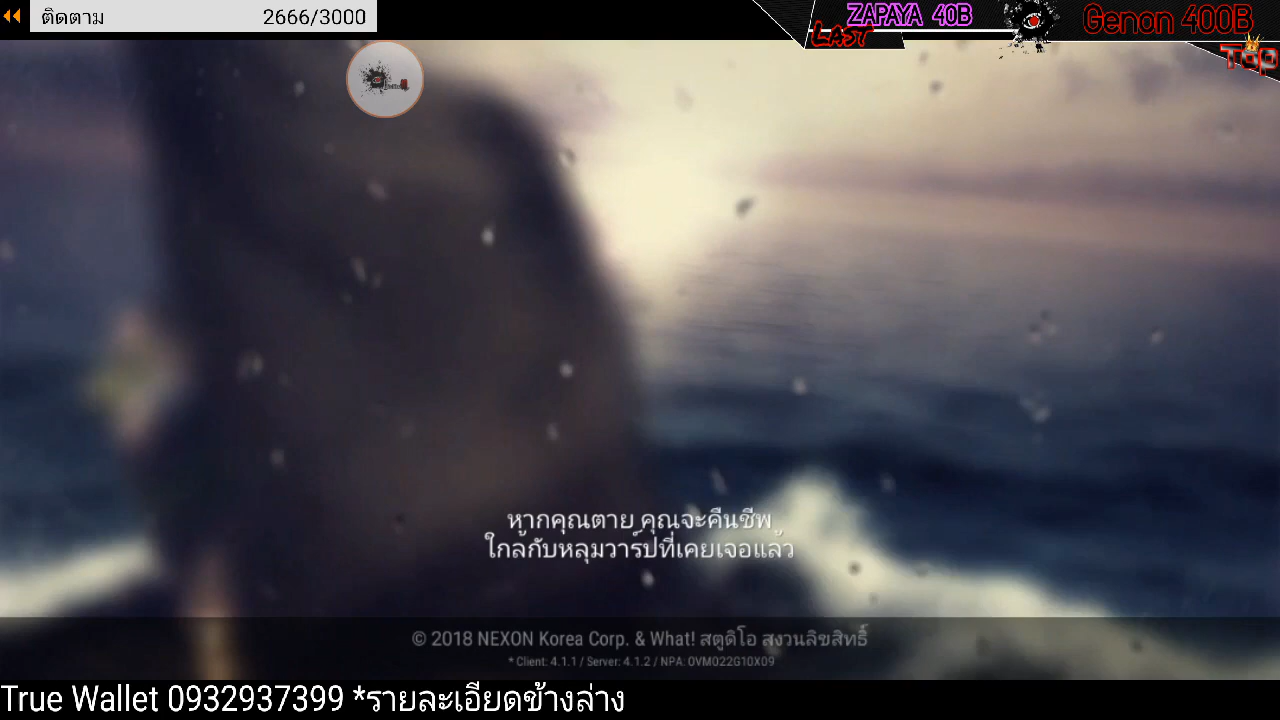 ติดตาม 2666/3000
ZAPAYA 40B
Last
Genon 400B
Top
หากคุณตาย คุณจะคืนชีพ
ใกล้กับหลุมวาร์ปที่เคยเจอแล้ว
© 2018 NEXON Korea Corp. & What! สตูดิโอ สงวนลิขสิทธิ์
* Client: 4.1.1 / Server: 4.1.2 / NPA: 0VM022G10X09
True Wallet 0932937399 *รายละเอียดข้างล่าง